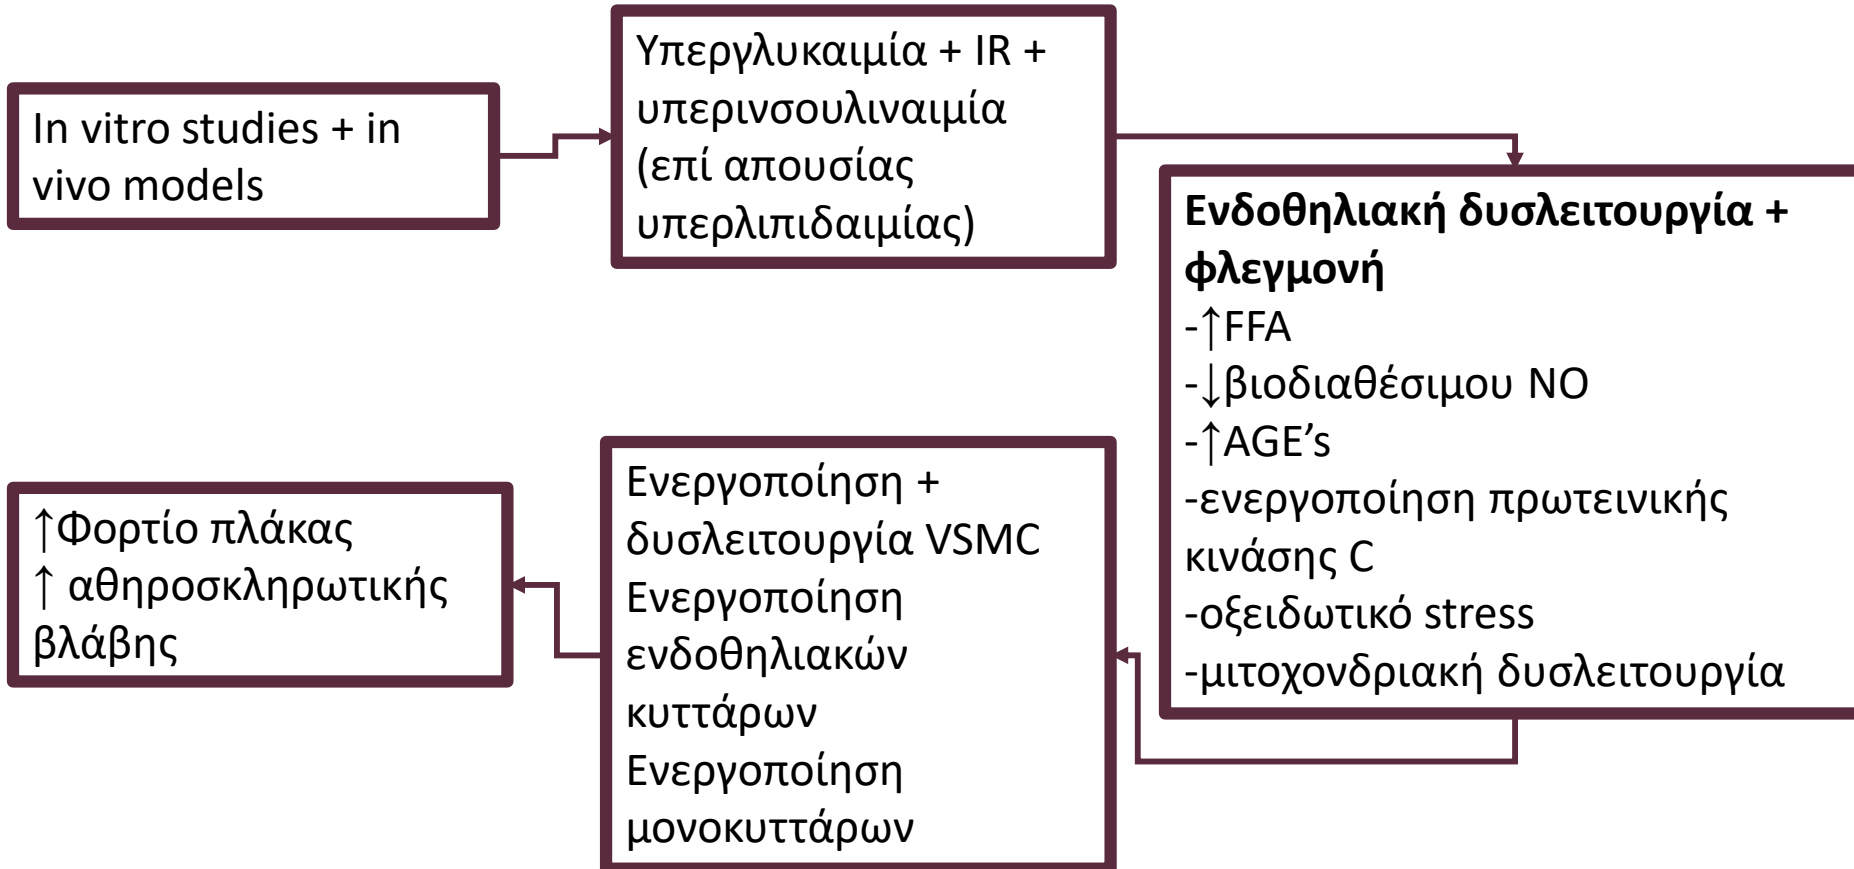 In vitro studies + in
vivo models
Υπεργλυκαιμία + IR +
υπερινσουλιναιμία
(επί απουσίας
υπερλιπιδαιμίας)
Ενδοθηλιακή δυσλειτουργία +
φλεγμονή
-↑FFA
-↓βιοδιαθέσιμου NO
-↑AGE’s
-ενεργοποίηση πρωτεινικής
κινάσης C
-οξειδωτικό stress
-μιτοχονδριακή δυσλειτουργία
Ενεργοποίηση +
δυσλειτουργία VSMC
Ενεργοποίηση
ενδοθηλιακών
κυττάρων
Ενεργοποίηση
μονοκυττάρων
↑Φορτίο πλάκας
↑ αθηροσκληρωτικής
βλάβης